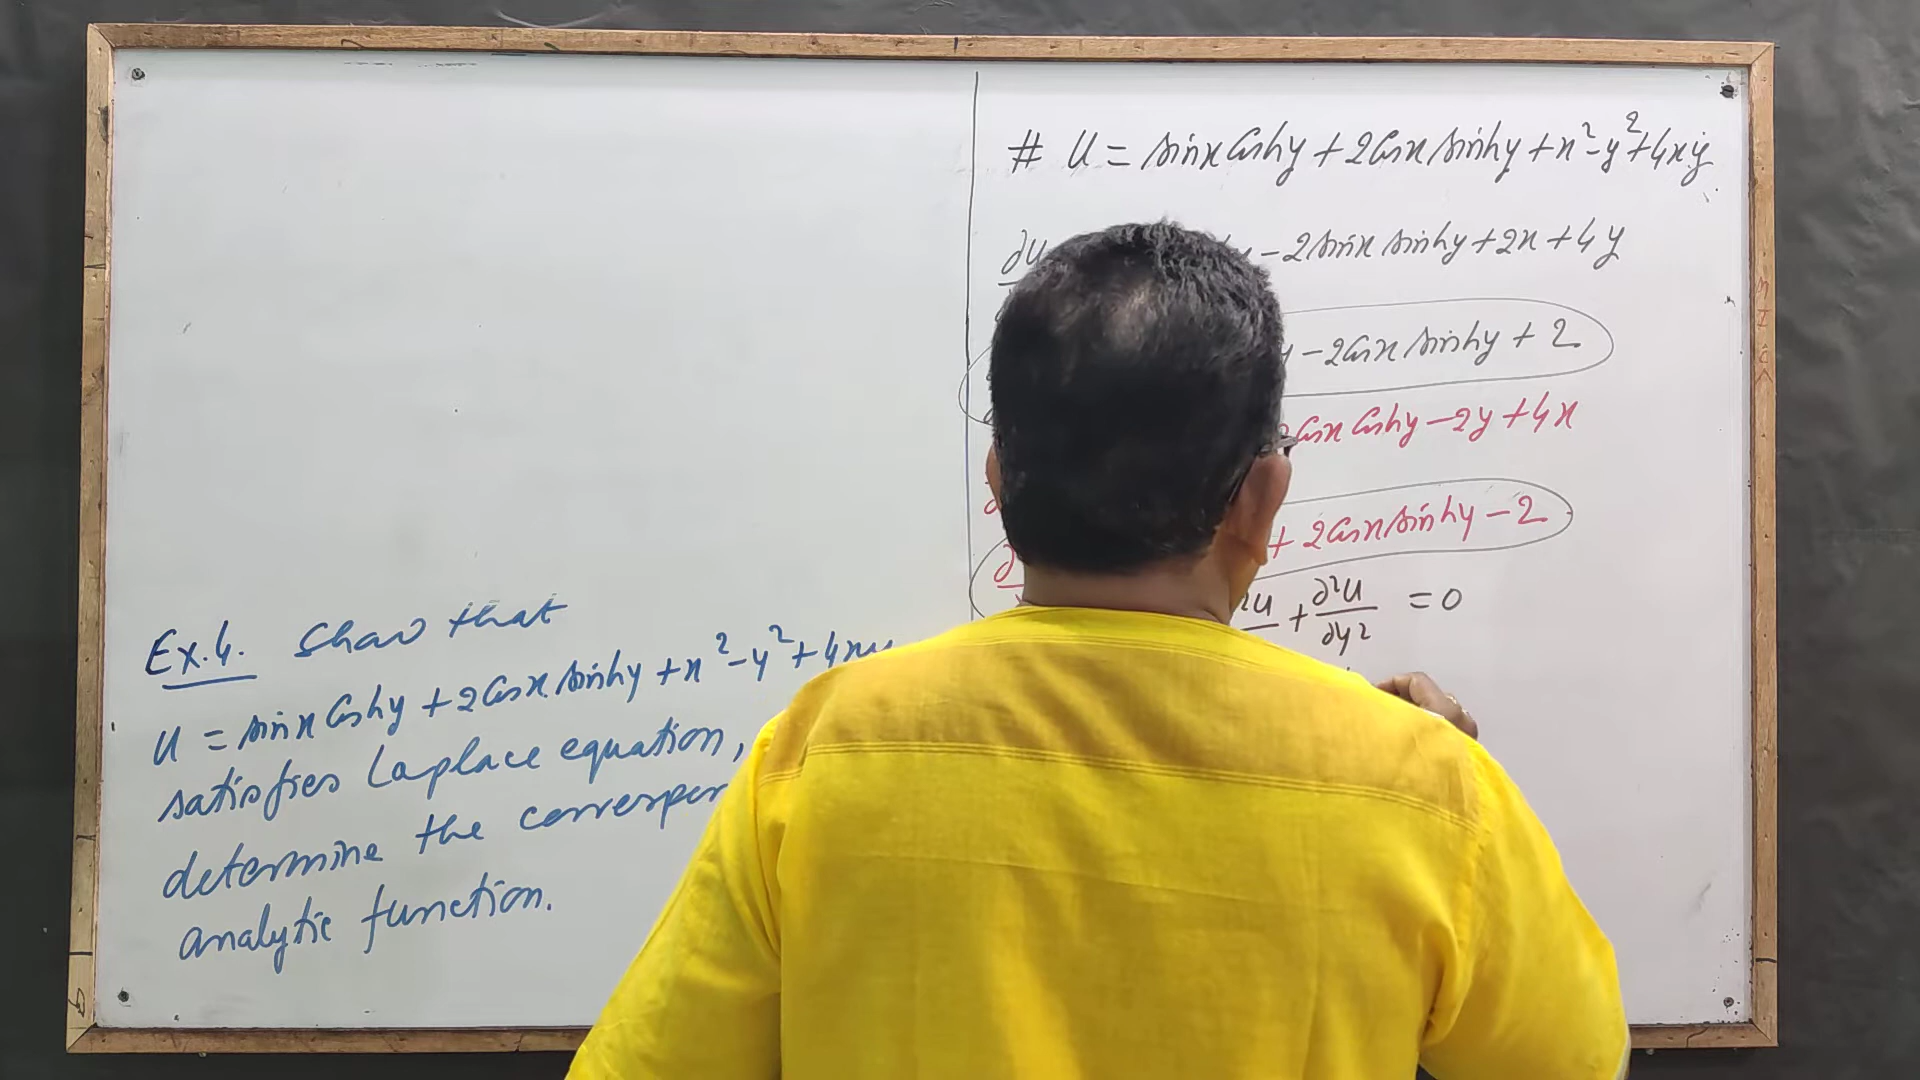 Ex.4. Show that
u = sinx coshy + 2cosx. sinhy + x² - y² + 4xy
satisfies Laplace equation,
determine the
analytic function.
# u = sinx coshy + 2cosx sinhy + x² - y² + 4xy
∂u - 2sinx sinhy + 2x + 4y
- 2cosx sinhy + 2
2cosx coshy - 2y + 4x
+ 2cosx sinhy - 2
²u + ∂²u/∂y² = 0